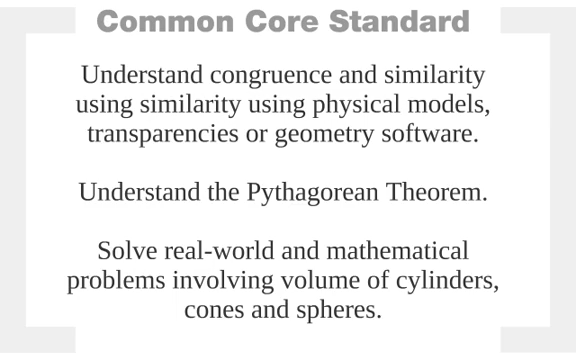 Common Core Standard
Understand congruence and similarity
using similarity using physical models,
transparencies or geometry software.
Understand the Pythagorean Theorem.
Solve real-world and mathematical
problems involving volume of cylinders,
cones and spheres.